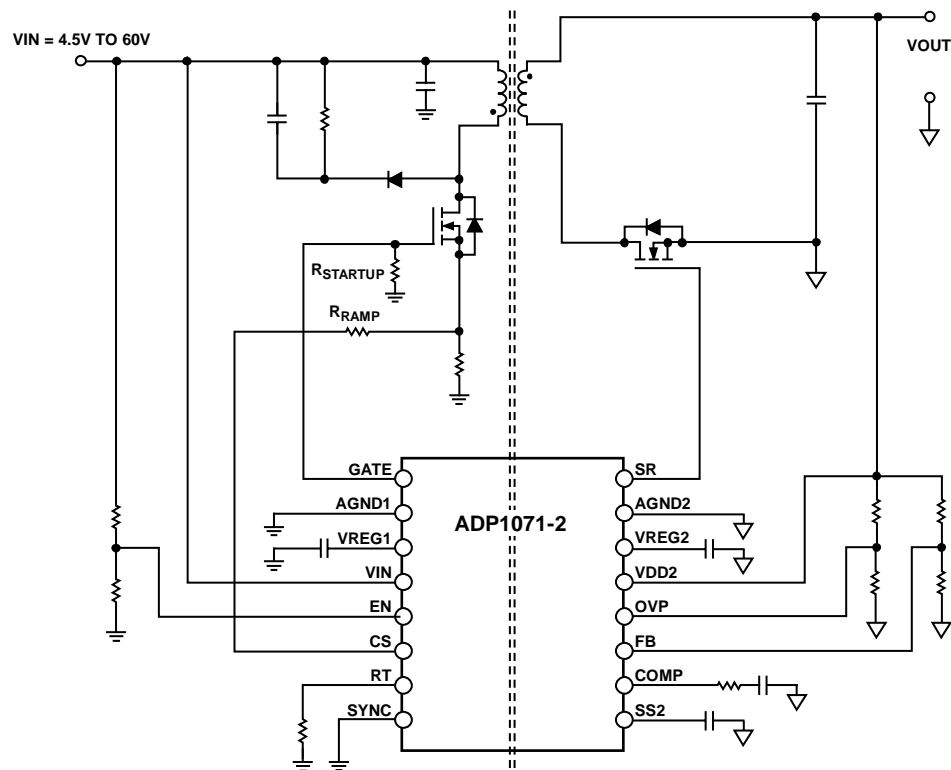 VIN = 4.5V TO 60V
VOUT
RSTARTUP
RRAMP
GATE
SR
AGND1
AGND2
ADP1071-2
VREG1
VREG2
VIN
VDD2
EN
OVP
CS
FB
RT
COMP
SYNC
SS2